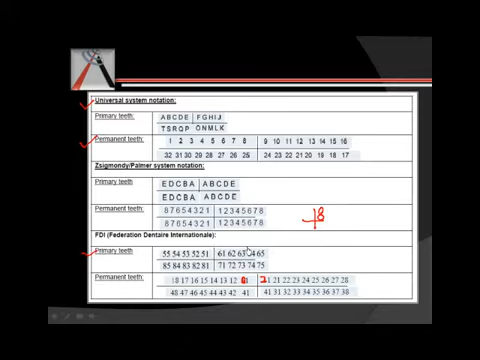 Universal system notation:
Primary teeth: A B C D E F G H I J
T S R Q P O N M L K
Permanent teeth: 1 2 3 4 5 6 7 8 9 10 11 12 13 14 15 16
32 31 30 29 28 27 26 25 24 23 22 21 20 19 18 17
Zsigmondy/Palmer system notation:
Primary teeth E D C B A A B C D E
E D C B A A B C D E
Permanent teeth: 8 7 6 5 4 3 2 1 1 2 3 4 5 6 7 8
8 7 6 5 4 3 2 1 1 2 3 4 5 6 7 8
8
FDI (Federation Dentaire Internationale):
Primary teeth 55 54 53 52 51 61 62 63 64 65
85 84 83 82 81 71 72 73 74 75
Permanent teeth: 18 17 16 15 14 13 12 21 22 23 24 25 26 27 28
48 47 46 45 44 43 42 41 41 31 32 33 34 35 36 37 38